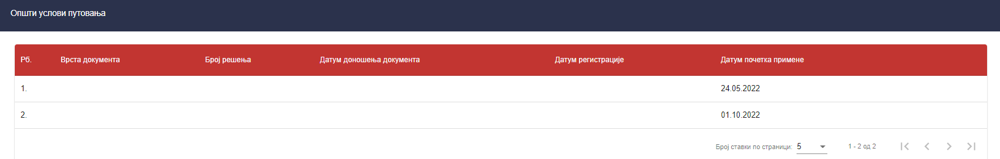 Општи услови путовања
Рб. Врста документа Број решења Датум доношења документа Датум регистрације Датум почетка примене
1. 24.05.2022
2. 01.10.2022
Број ставки по страници: 5 1 - 2 од 2